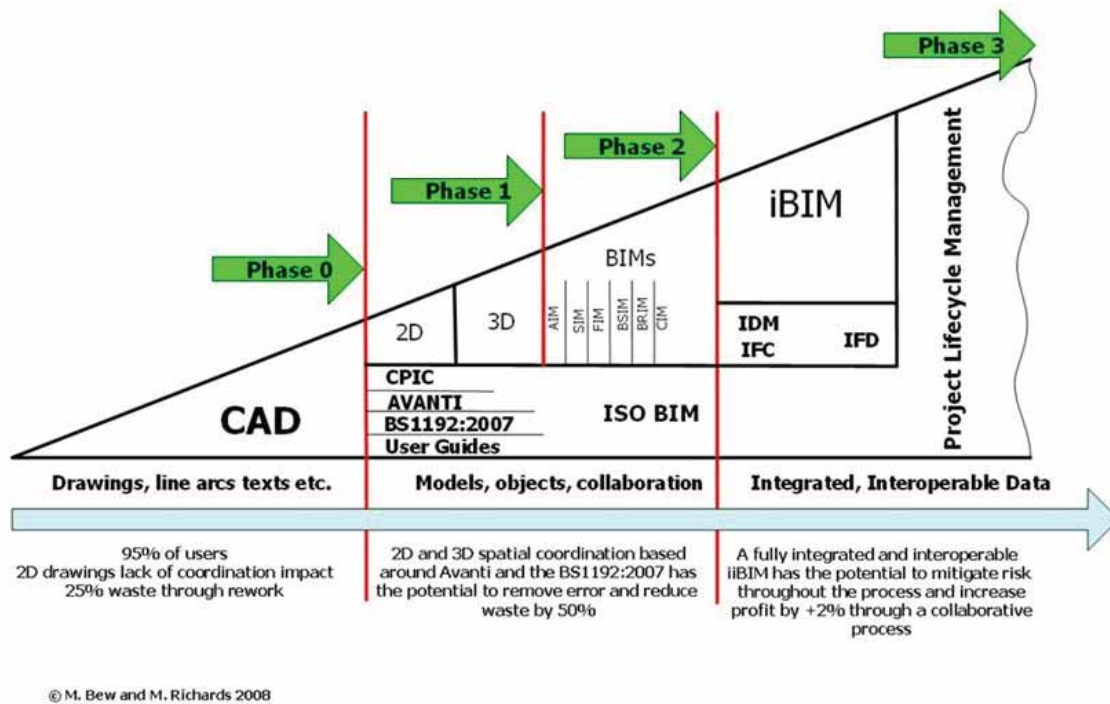 Phase 3
Phase 2
Phase 1
Phase 0
iBIM
Project Lifecycle Management
BIMs
2D
3D
AIM
SIM
FIM
BSIM
BRIM
CIM
IDM
IFC
IFD
CPIC
AVANTI
BS1192:2007
User Guides
CAD
ISO BIM
Drawings, line arcs texts etc.
Models, objects, collaboration
Integrated, Interoperable Data
95% of users
2D drawings lack of coordination impact
25% waste through rework
2D and 3D spatial coordination based
around Avanti and the BS1192:2007 has
the potential to remove error and reduce
waste by 50%
A fully integrated and interoperable
iiBIM has the potential to mitigate risk
throughout the process and increase
profit by +2% through a collaborative
process
© M. Bew and M. Richards 2008